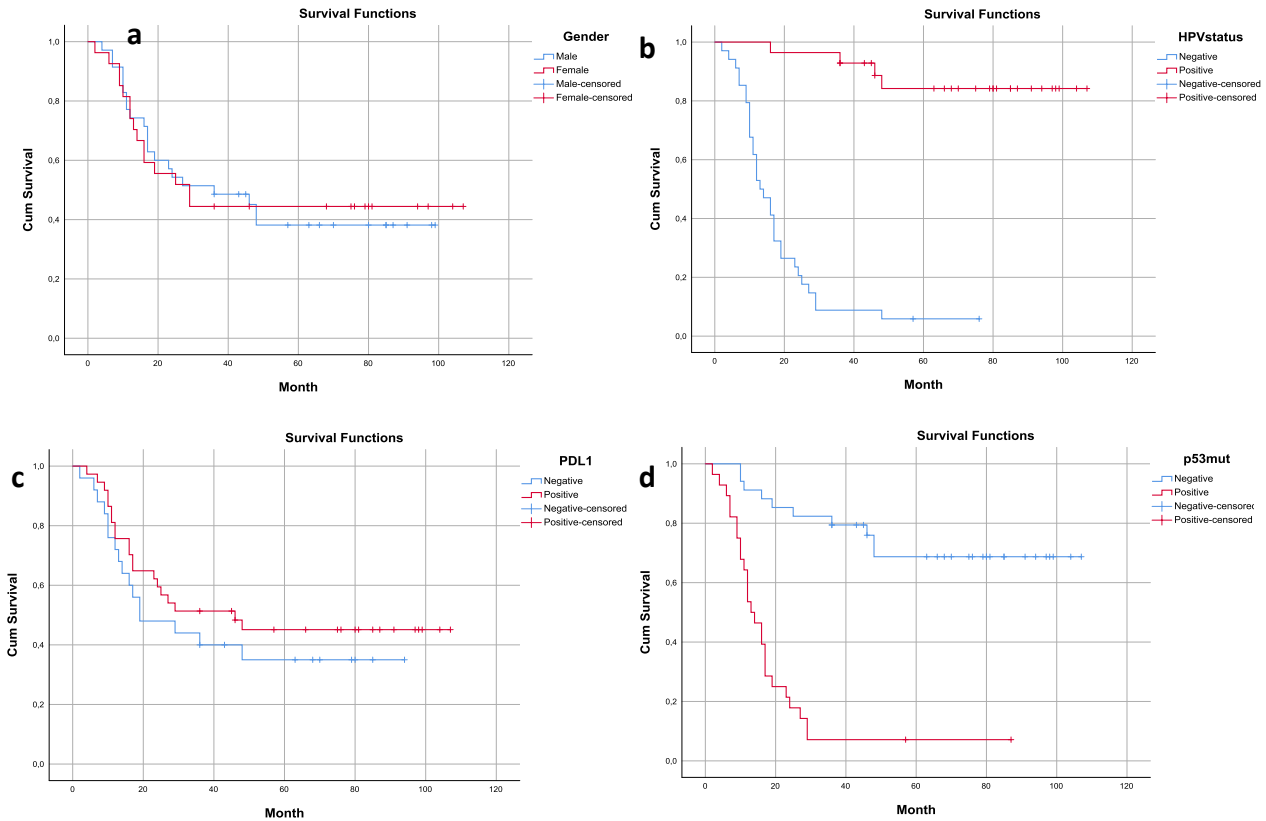 Survival Functions
a
Gender
Male
Female
Male-censored
Female-censored
1,0
0,8
0,6
0,4
0,2
0,0
Cum Survival
0 20 40 60 80 100 120
Month
Survival Functions
b
HPVstatus
Negative
Positive
Negative-censored
Positive-censored
1,0
0,8
0,6
0,4
0,2
0,0
Cum Survival
0 20 40 60 80 100 120
Month
Survival Functions
c
PDL1
Negative
Positive
Negative-censored
Positive-censored
1,0
0,8
0,6
0,4
0,2
0,0
Cum Survival
0 20 40 60 80 100 120
Month
Survival Functions
d
p53mut
Negative
Positive
Negative-censored
Positive-censored
1,0
0,8
0,6
0,4
0,2
0,0
Cum Survival
0 20 40 60 80 100 120
Month